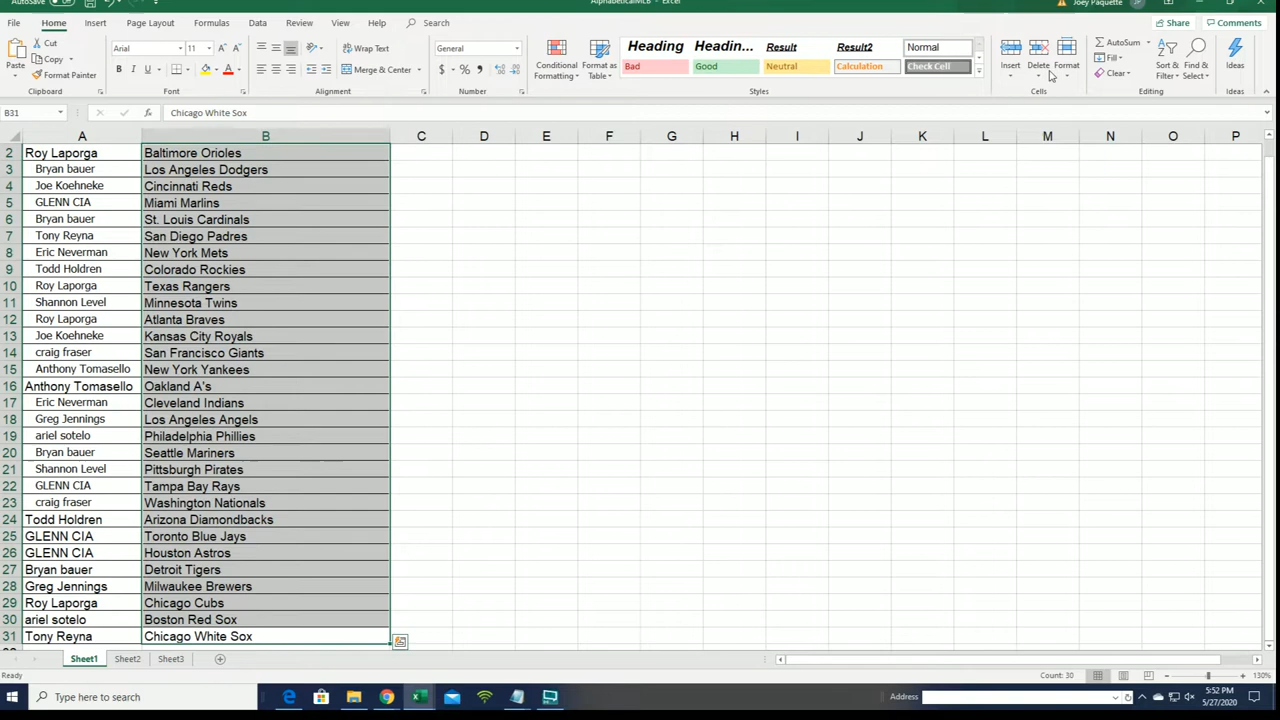 AutoSave Off AlphabeticalMLB - Excel Joey Paquette JP
File Home Insert Page Layout Formulas Data Review View Help Search Share Comments
Paste Cut Copy Format Painter Clipboard
Arial 11 A A B I U A Font
Wrap Text Merge & Center Alignment
General $ % , Number
Conditional Formatting Format as Table
Heading Headin... Result Result2 Normal
Bad Good Neutral Calculation Check Cell
Styles
Insert Delete Format Cells
AutoSum Fill Clear Sort & Filter Find & Select Editing
Ideas Ideas
B31 fx Chicago White Sox
A B C D E F G H I J K L M N O P
2 Roy Laporga Baltimore Orioles
3 Bryan bauer Los Angeles Dodgers
4 Joe Koehneke Cincinnati Reds
5 GLENN CIA Miami Marlins
6 Bryan bauer St. Louis Cardinals
7 Tony Reyna San Diego Padres
8 Eric Neverman New York Mets
9 Todd Holdren Colorado Rockies
10 Roy Laporga Texas Rangers
11 Shannon Level Minnesota Twins
12 Roy Laporga Atlanta Braves
13 Joe Koehneke Kansas City Royals
14 craig fraser San Francisco Giants
15 Anthony Tomasello New York Yankees
16 Anthony Tomasello Oakland A's
17 Eric Neverman Cleveland Indians
18 Greg Jennings Los Angeles Angels
19 ariel sotelo Philadelphia Phillies
20 Bryan bauer Seattle Mariners
21 Shannon Level Pittsburgh Pirates
22 GLENN CIA Tampa Bay Rays
23 craig fraser Washington Nationals
24 Todd Holdren Arizona Diamondbacks
25 GLENN CIA Toronto Blue Jays
26 GLENN CIA Houston Astros
27 Bryan bauer Detroit Tigers
28 Greg Jennings Milwaukee Brewers
29 Roy Laporga Chicago Cubs
30 ariel sotelo Boston Red Sox
31 Tony Reyna Chicago White Sox
Sheet1 Sheet2 Sheet3
Ready Count: 30 130%
Type here to search Address 5:52 PM
5/27/2020